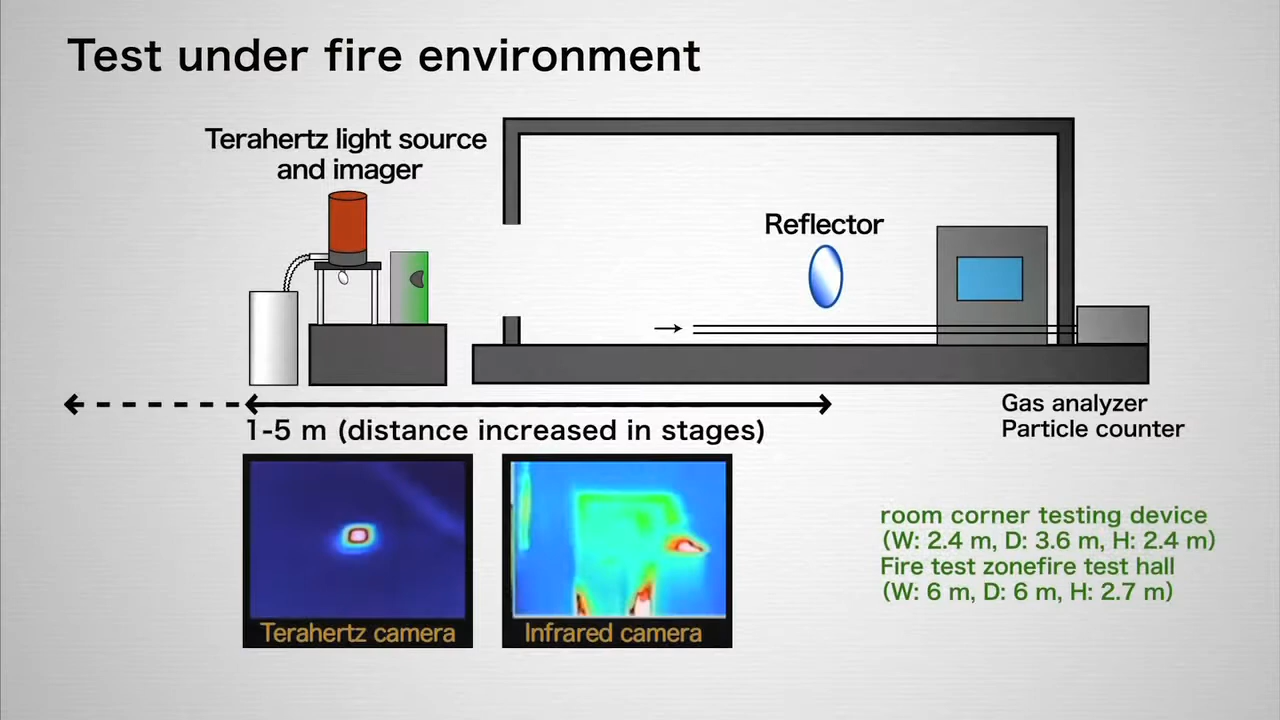 Test under fire environment
Terahertz light source
and imager
Reflector
1-5 m (distance increased in stages)
Gas analyzer
Particle counter
Terahertz camera
Infrared camera
room corner testing device
(W: 2.4 m, D: 3.6 m, H: 2.4 m)
Fire test zonefire test hall
(W: 6 m, D: 6 m, H: 2.7 m)